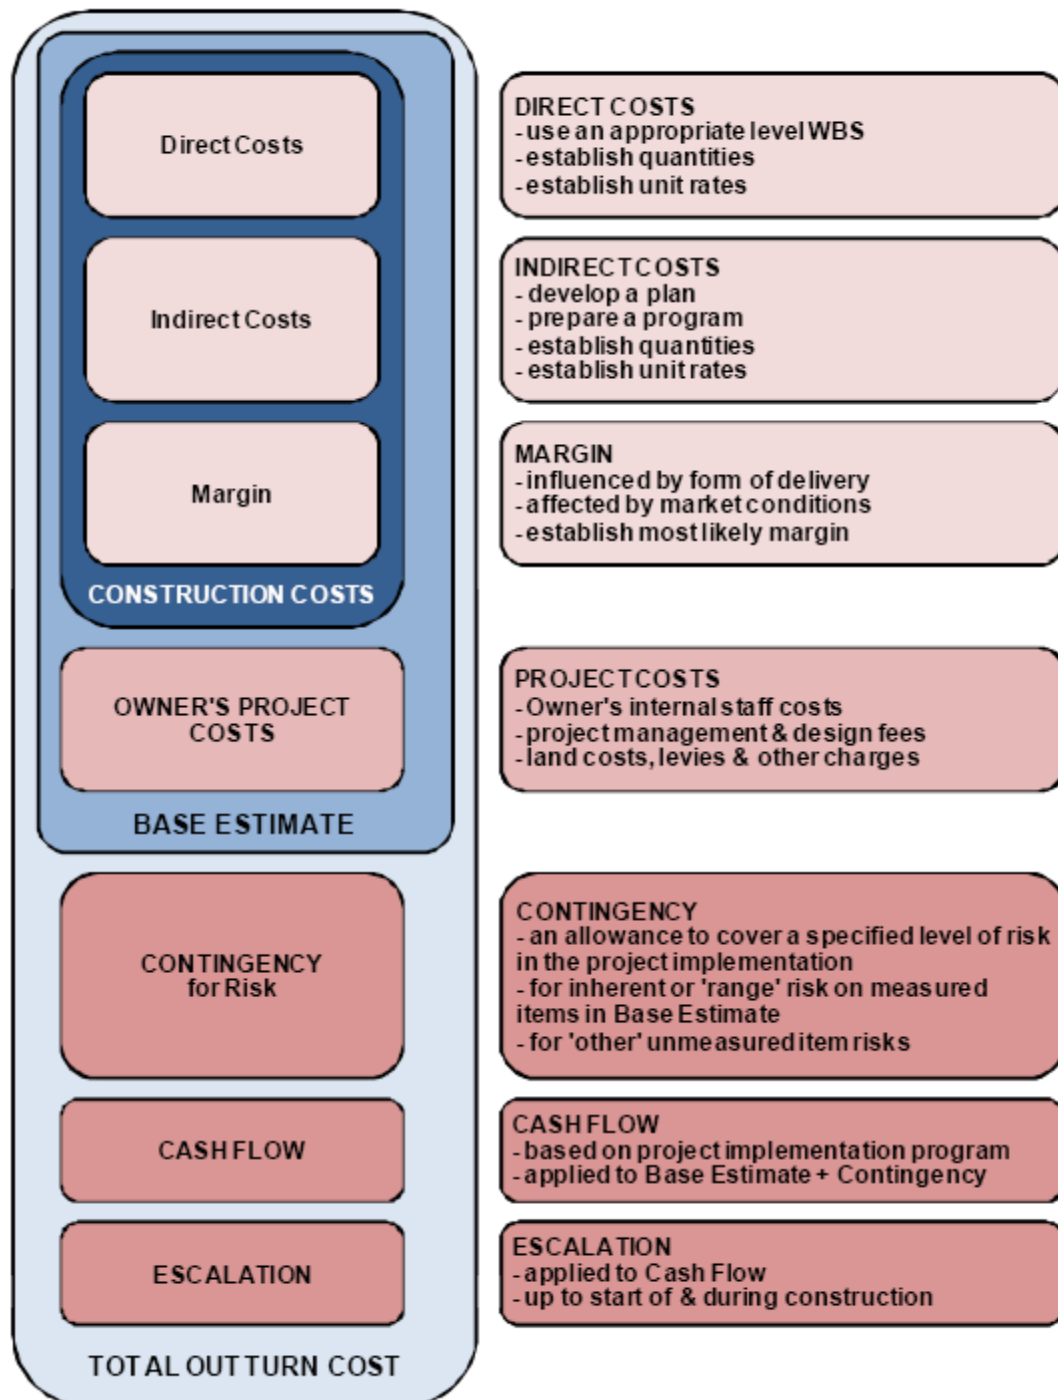 Direct Costs
DIRECT COSTS
- use an appropriate level WBS
- establish quantities
- establish unit rates
Indirect Costs
INDIRECT COSTS
- develop a plan
- prepare a program
- establish quantities
- establish unit rates
Margin
MARGIN
- influenced by form of delivery
- affected by market conditions
- establish most likely margin
CONSTRUCTION COSTS
OWNER'S PROJECT
COSTS
PROJECT COSTS
- Owner's internal staff costs
- project management & design fees
- land costs, levies & other charges
BASE ESTIMATE
CONTINGENCY
for Risk
CONTINGENCY
- an allowance to cover a specified level of risk
in the project implementation
- for inherent or 'range' risk on measured
items in Base Estimate
- for 'other' unmeasured item risks
CASH FLOW
CASH FLOW
- based on project implementation program
- applied to Base Estimate + Contingency
ESCALATION
ESCALATION
- applied to Cash Flow
- up to start of & during construction
TOTAL OUT TURN COST